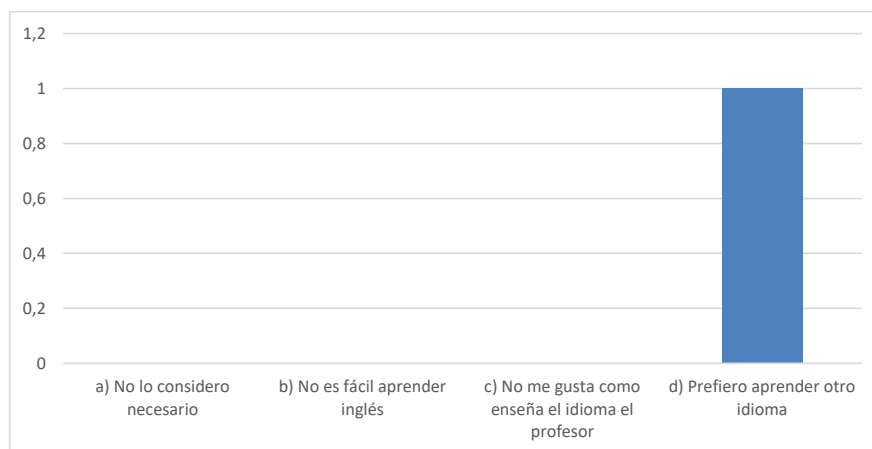 1,2
1
0,8
0,6
0,4
0,2
0
a) No lo considero
necesario
b) No es fácil aprender
inglés
c) No me gusta como
enseña el idioma el
profesor
d) Prefiero aprender otro
idioma